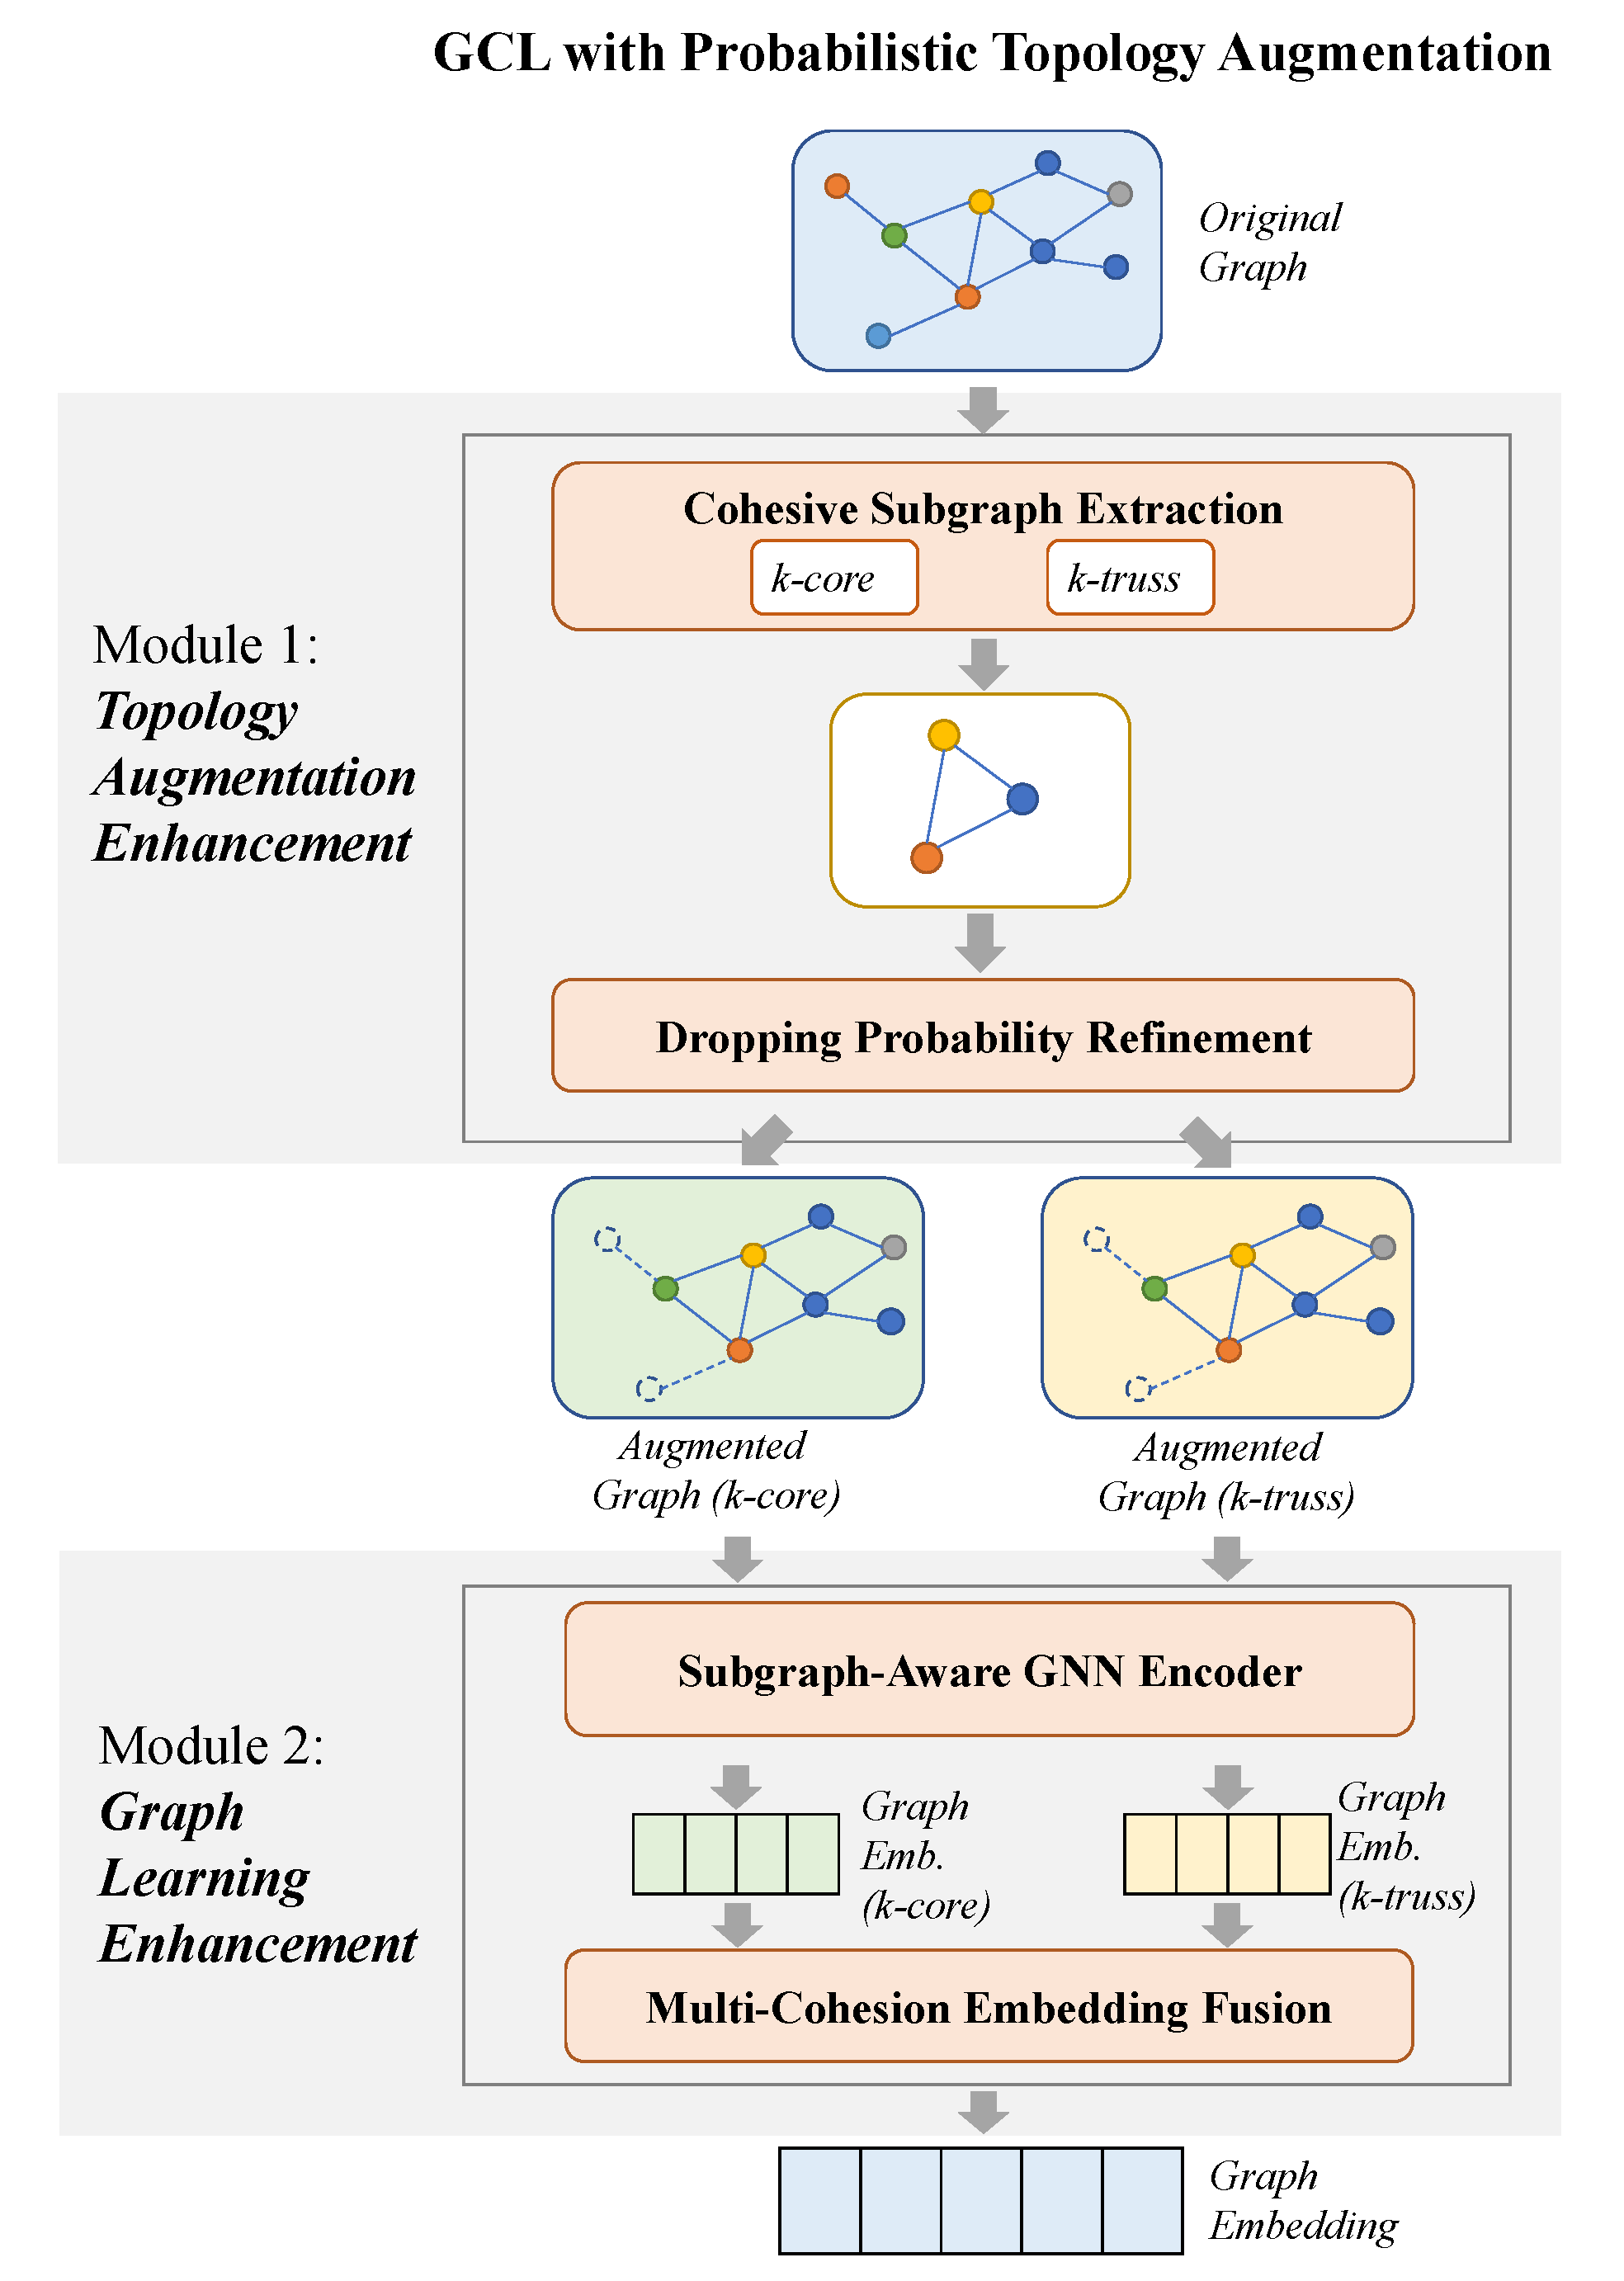 GCL with Probabilistic Topology Augmentation
Original
Graph
Module 1:
Topology
Augmentation
Enhancement
Cohesive Subgraph Extraction
k-core
k-truss
Dropping Probability Refinement
Augmented
Graph (k-core)
Augmented
Graph (k-truss)
Module 2:
Graph
Learning
Enhancement
Subgraph-Aware GNN Encoder
Graph
Emb.
(k-core)
Graph
Emb.
(k-truss)
Multi-Cohesion Embedding Fusion
Graph
Embedding